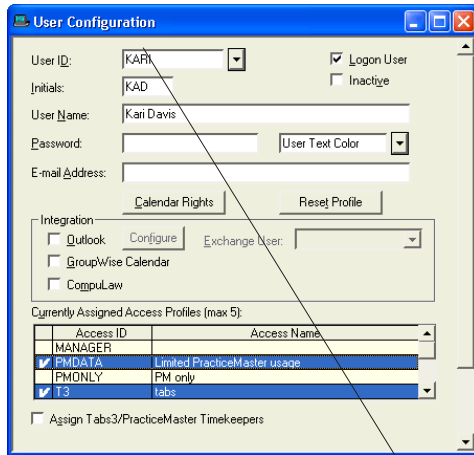 User Configuration
User ID: KARI
Logon User
Initials: KAD
Inactive
User Name: Kari Davis
Password: User Text Color
E-mail Address:
Calendar Rights Reset Profile
Integration
Outlook Configure Exchange User:
GroupWise Calendar
CompuLaw
Currently Assigned Access Profiles (max 5):
Access ID Access Name
MANAGER
PMDATA Limited PracticeMaster usage
PMONLY PM only
T3 tabs
Assign Tabs3/PracticeMaster Timekeepers